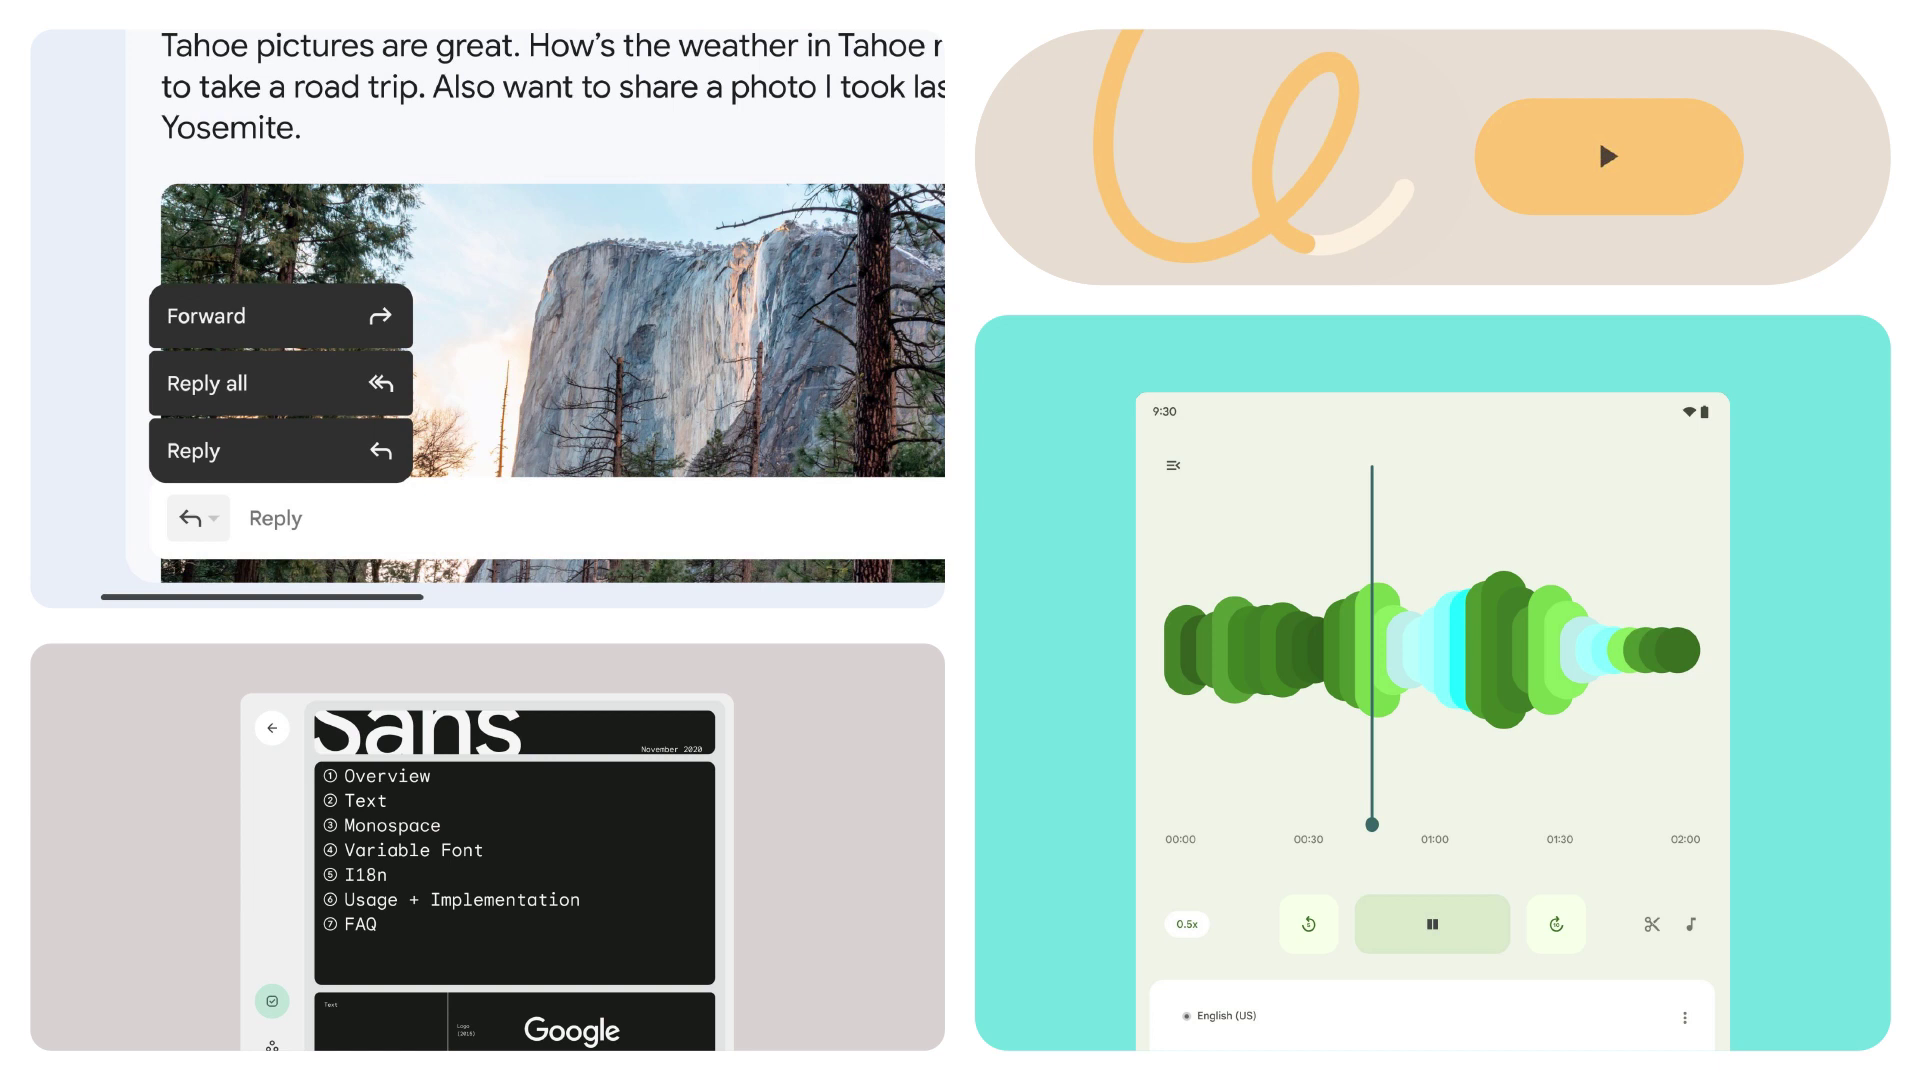 Tahoe pictures are great. How’s the weather in Tahoe r
to take a road trip. Also want to share a photo I took las
Yosemite.
Forward
Reply all
Reply
Reply
Sans
November 2020
① Overview
② Text
③ Monospace
④ Variable Font
⑤ I18n
⑥ Usage + Implementation
⑦ FAQ
Text
Logo
(2015)
Google
9:30
00:00 00:30 01:00 01:30 02:00
0.5x
5
10
English (US)